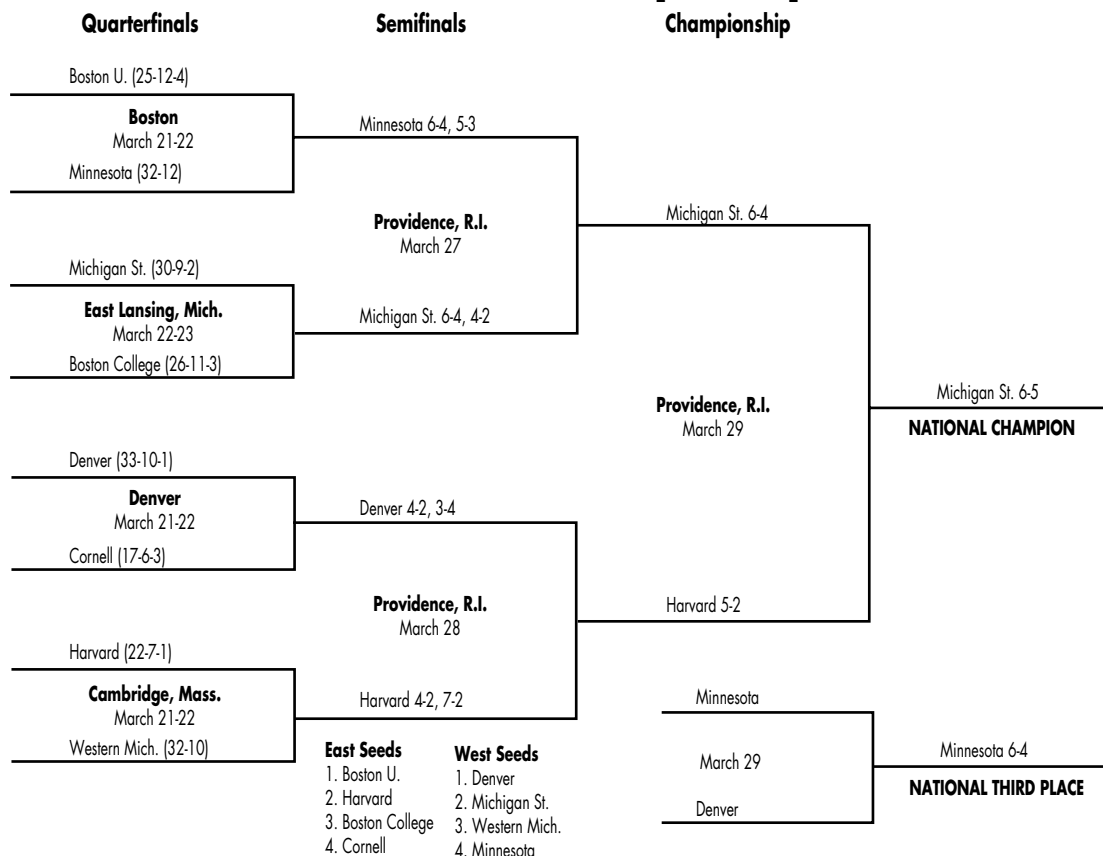 Quarterfinals
Semifinals
Championship
Boston U. (25-12-4)
Boston
March 21-22
Minnesota (32-12)
Minnesota 6-4, 5-3
Providence, R.I.
March 27
Michigan St. (30-9-2)
East Lansing, Mich.
March 22-23
Boston College (26-11-3)
Michigan St. 6-4, 4-2
Michigan St. 6-4
Providence, R.I.
March 29
Michigan St. 6-5
NATIONAL CHAMPION
Denver (33-10-1)
Denver
March 21-22
Cornell (17-6-3)
Denver 4-2, 3-4
Providence, R.I.
March 28
Harvard 5-2
Harvard (22-7-1)
Cambridge, Mass.
March 21-22
Western Mich. (32-10)
Harvard 4-2, 7-2
East Seeds
1. Boston U.
2. Harvard
3. Boston College
4. Cornell
West Seeds
1. Denver
2. Michigan St.
3. Western Mich.
4. Minnesota
Minnesota
March 29
Denver
Minnesota 6-4
NATIONAL THIRD PLACE